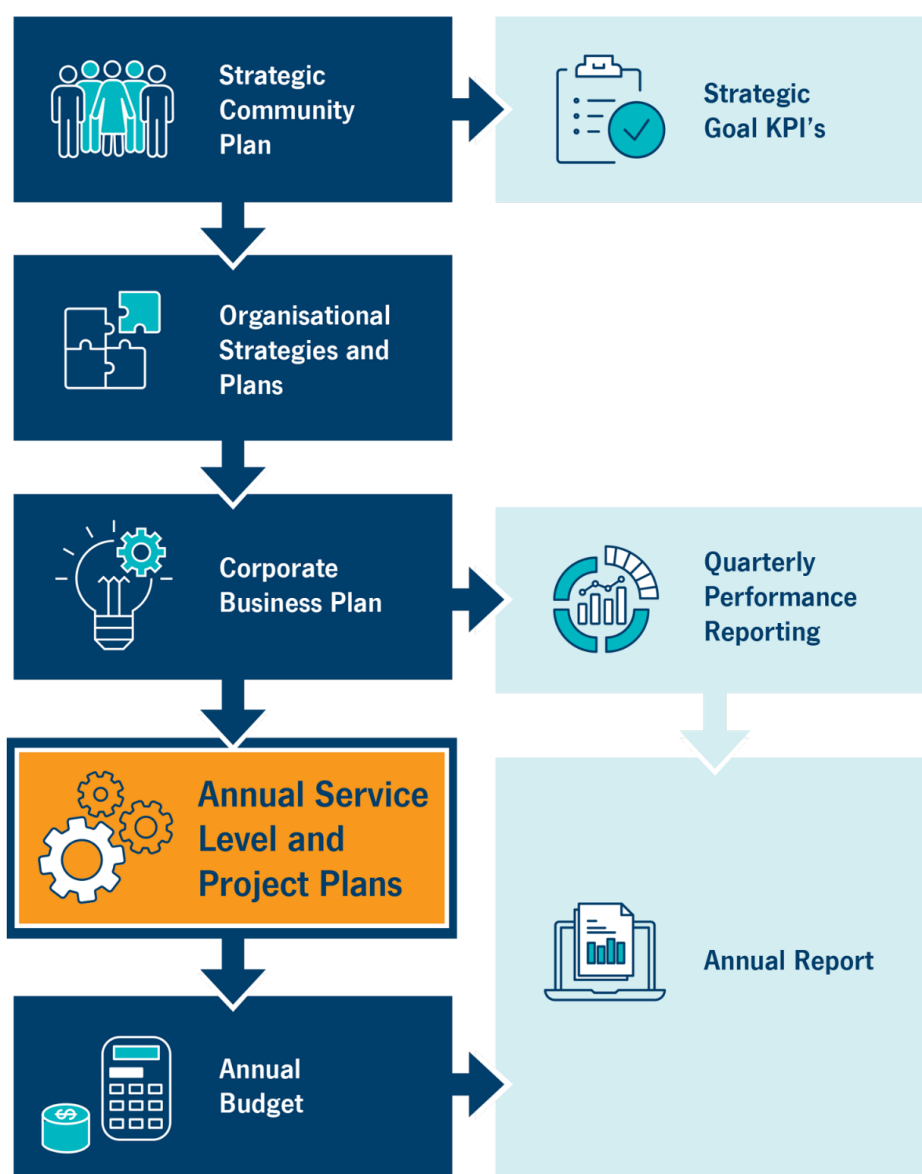 Strategic
Community
Plan
Strategic
Goal KPI's
Organisational
Strategies and
Plans
Corporate
Business Plan
Quarterly
Performance
Reporting
Annual Service
Level and
Project Plans
Annual Report
Annual
Budget
$